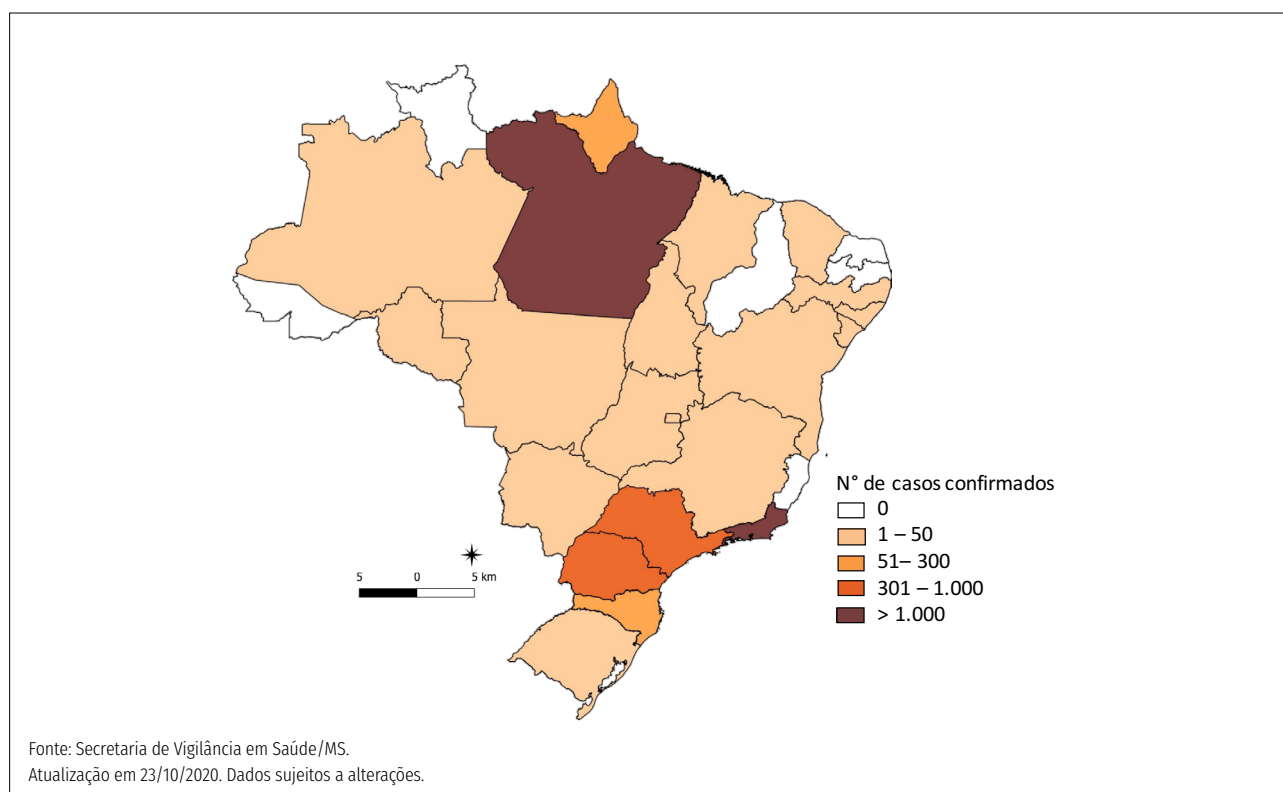 N° de casos confirmados
0
1 – 50
51– 300
301 – 1.000
> 1.000
5 0 5 km
Fonte: Secretaria de Vigilância em Saúde/MS.
Atualização em 23/10/2020. Dados sujeitos a alterações.